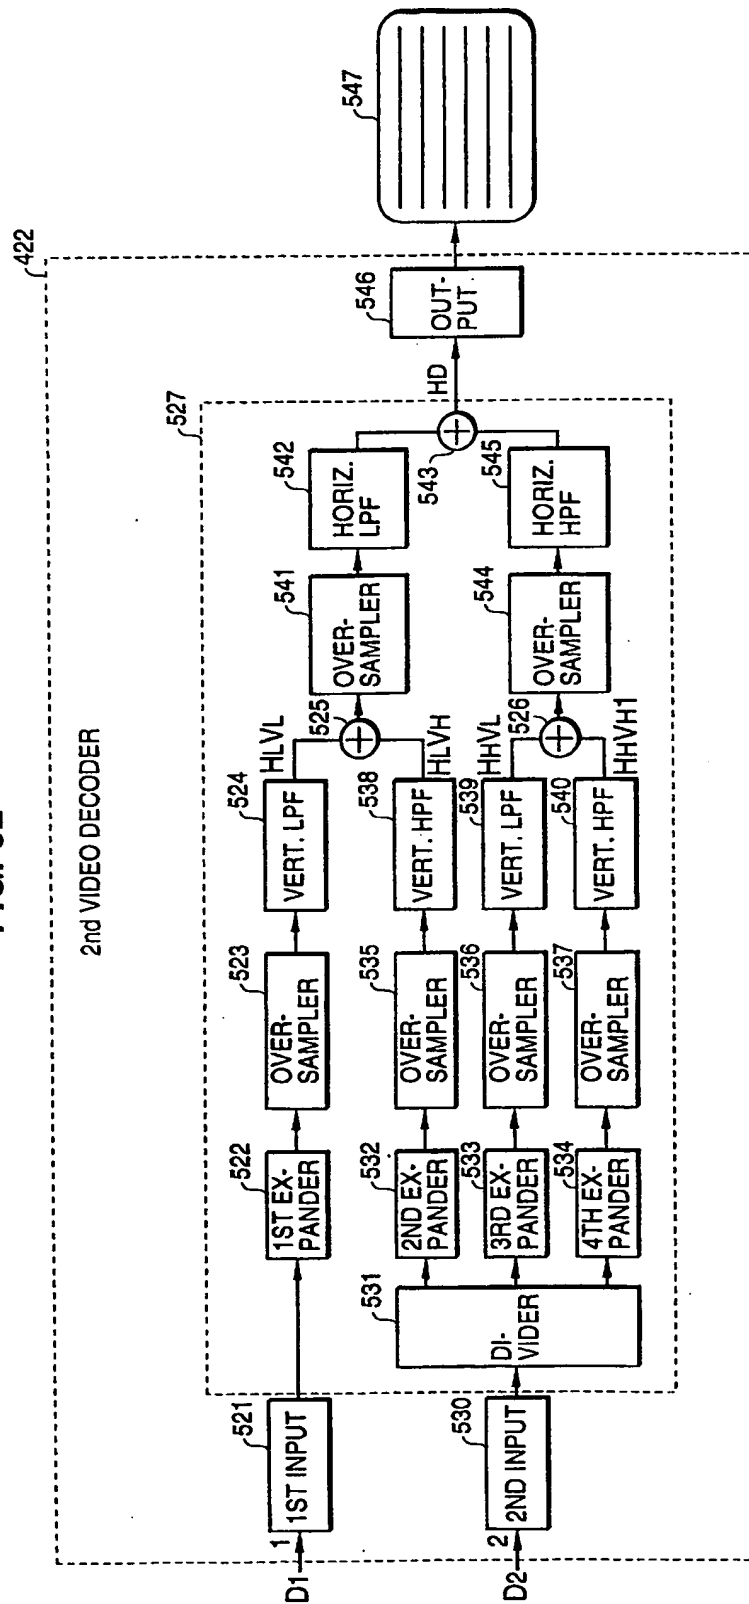 2nd VIDEO DECODER
422
D1
1
1ST INPUT
521
1ST EX-
PANDER
522
OVER-
SAMPLER
523
VERT. LPF
524
HLVL
525
OVER-
SAMPLER
541
HORIZ.
LPF
542
527
D2
2
2ND INPUT
530
DI-
VIDER
531
2ND EX-
PANDER
532
OVER-
SAMPLER
535
VERT. HPF
538
HLVH
3RD EX-
PANDER
533
OVER-
SAMPLER
536
VERT. LPF
539
HHVL
526
4TH EX-
PANDER
534
OVER-
SAMPLER
537
VERT. HPF
540
HHVH1
OVER-
SAMPLER
544
HORIZ.
HPF
545
543
HD
OUT-
PUT
546
547